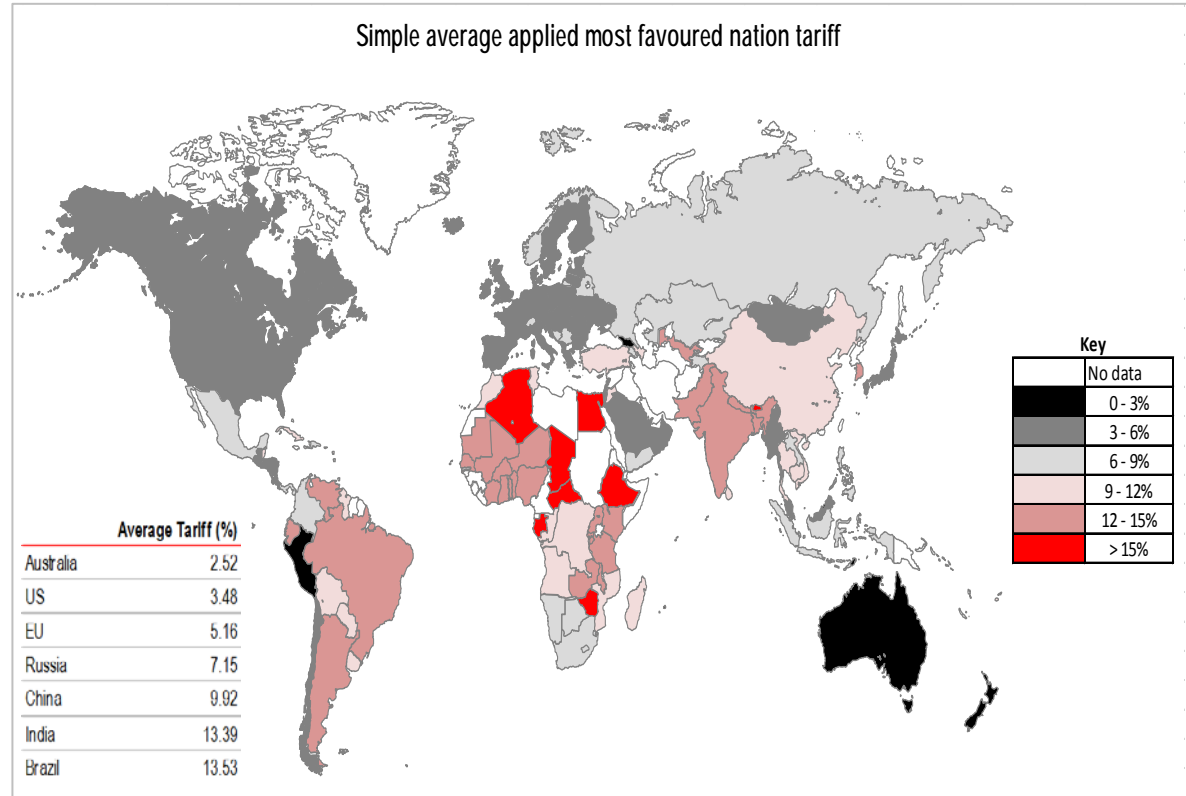 Simple average applied most favoured nation tariff
Key
No data
0 - 3%
3 - 6%
6 - 9%
9 - 12%
12 - 15%
> 15%
Average Tariff (%)
Australia 2.52
US 3.48
EU 5.16
Russia 7.15
China 9.92
India 13.39
Brazil 13.53